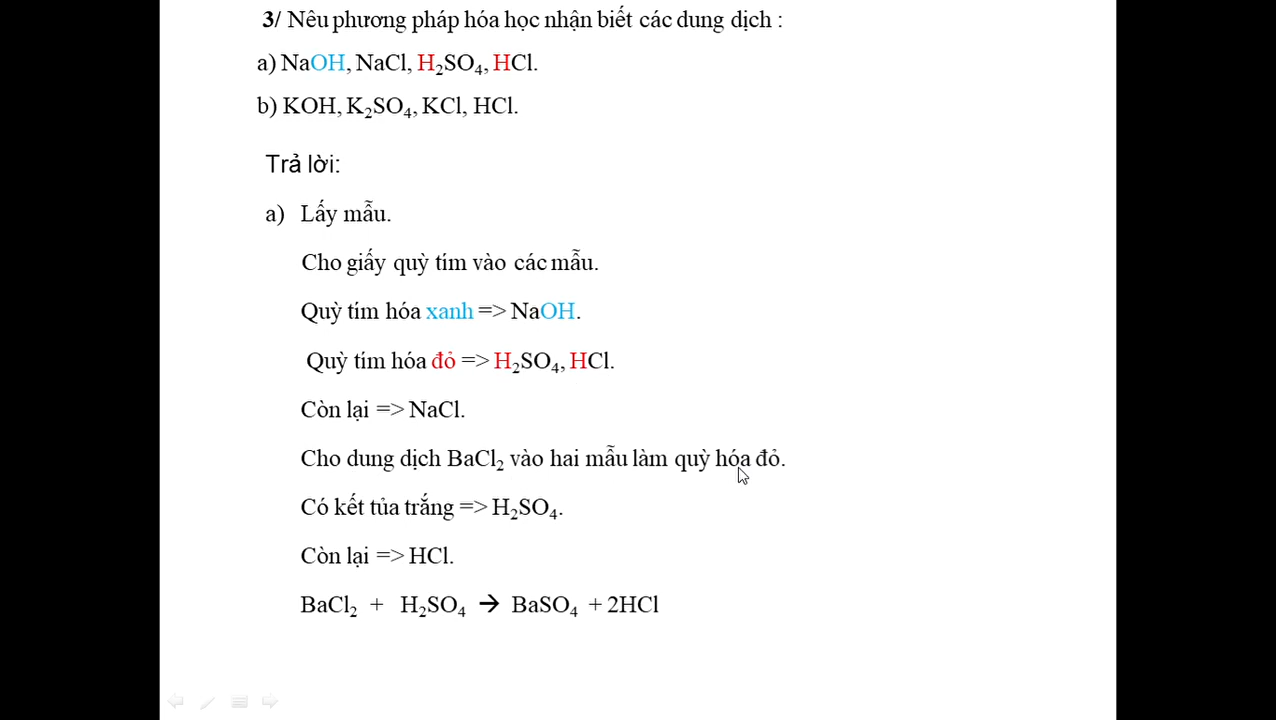 3/ Nêu phương pháp hóa học nhận biết các dung dịch :
a) NaOH, NaCl, H₂SO₄, HCl.
b) KOH, K₂SO₄, KCl, HCl.
Trả lời:
a) Lấy mẫu.
Cho giấy quỳ tím vào các mẫu.
Quỳ tím hóa xanh => NaOH.
Quỳ tím hóa đỏ => H₂SO₄, HCl.
Còn lại => NaCl.
Cho dung dịch BaCl₂ vào hai mẫu làm quỳ hóa đỏ.
Có kết tủa trắng => H₂SO₄.
Còn lại => HCl.
BaCl₂ + H₂SO₄ → BaSO₄ + 2HCl